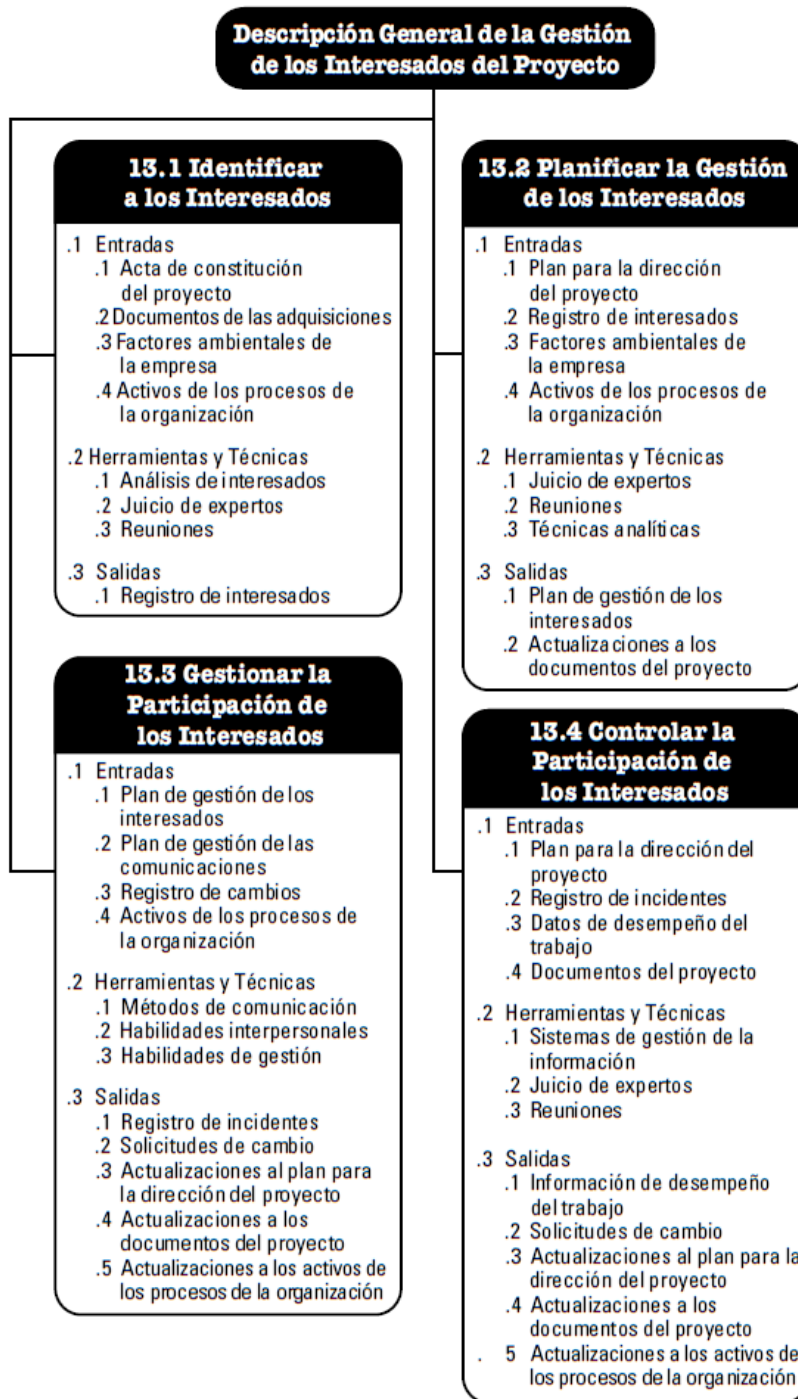 Descripción General de la Gestión
de los Interesados del Proyecto
13.1 Identificar
a los Interesados
.1 Entradas
.1 Acta de constitución
del proyecto
.2 Documentos de las adquisiciones
.3 Factores ambientales de
la empresa
.4 Activos de los procesos de
la organización
.2 Herramientas y Técnicas
.1 Análisis de interesados
.2 Juicio de expertos
.3 Reuniones
.3 Salidas
.1 Registro de interesados
13.2 Planificar la Gestión
de los Interesados
.1 Entradas
.1 Plan para la dirección
del proyecto
.2 Registro de interesados
.3 Factores ambientales de
la empresa
.4 Activos de los procesos de
la organización
.2 Herramientas y Técnicas
.1 Juicio de expertos
.2 Reuniones
.3 Técnicas analíticas
.3 Salidas
.1 Plan de gestión de los
interesados
.2 Actualizaciones a los
documentos del proyecto
13.3 Gestionar la
Participación de
los Interesados
.1 Entradas
.1 Plan de gestión de los
interesados
.2 Plan de gestión de las
comunicaciones
.3 Registro de cambios
.4 Activos de los procesos de
la organización
.2 Herramientas y Técnicas
.1 Métodos de comunicación
.2 Habilidades interpersonales
.3 Habilidades de gestión
.3 Salidas
.1 Registro de incidentes
.2 Solicitudes de cambio
.3 Actualizaciones al plan para
la dirección del proyecto
.4 Actualizaciones a los
documentos del proyecto
.5 Actualizaciones a los activos de
los procesos de la organización
13.4 Controlar la
Participación de
los Interesados
.1 Entradas
.1 Plan para la dirección del
proyecto
.2 Registro de incidentes
.3 Datos de desempeño del
trabajo
.4 Documentos del proyecto
.2 Herramientas y Técnicas
.1 Sistemas de gestión de la
información
.2 Juicio de expertos
.3 Reuniones
.3 Salidas
.1 Información de desempeño
del trabajo
.2 Solicitudes de cambio
.3 Actualizaciones al plan para la
dirección del proyecto
.4 Actualizaciones a los
documentos del proyecto
. 5 Actualizaciones a los activos de
los procesos de la organización